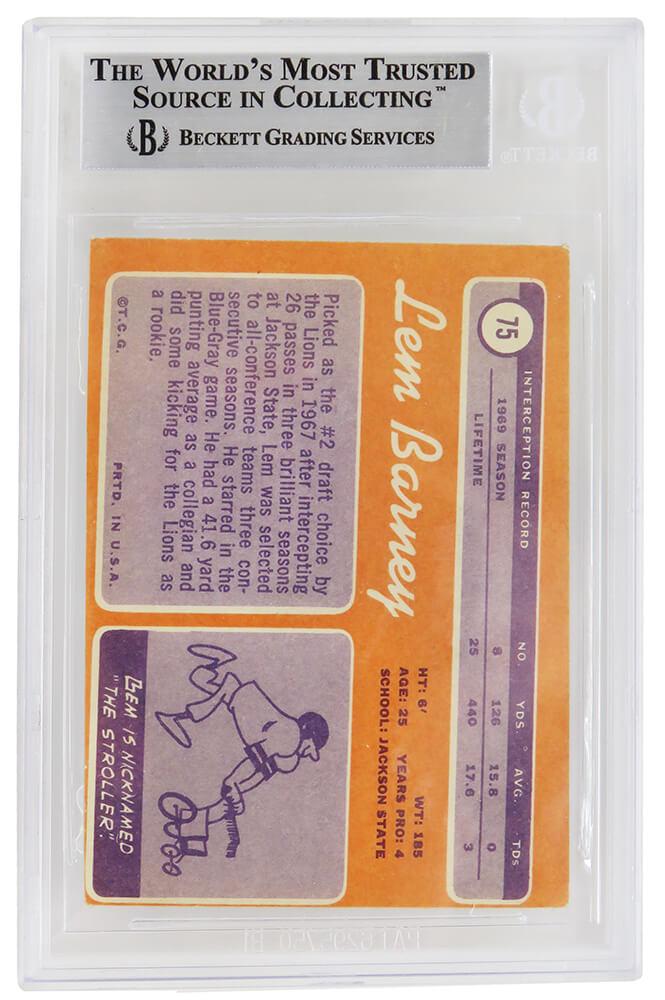 THE WORLD'S MOST TRUSTED
SOURCE IN COLLECTING™
B BECKETT GRADING SERVICES
B
BECKETT®
75
INTERCEPTION RECORD NO. YDS. AVG. TDs
1969 SEASON 8 126 15.8 0
LIFETIME 25 440 17.6 3
Lem Barney
HT: 6' WT: 185
AGE: 25 YEARS PRO: 4
SCHOOL: JACKSON STATE
Picked as the #2 draft choice by
the Lions in 1967 after intercepting
26 passes in three brilliant seasons
at Jackson State, Lem was selected
to all-conference teams three con-
secutive seasons. He starred in the
Blue-Gray game. He had a 41.6 yard
punting average as a collegian and
did some kicking for the Lions as
a rookie.
©T.C.G. PRTD. IN U.S.A.
LEM IS NICKNAMED
"THE STROLLER".